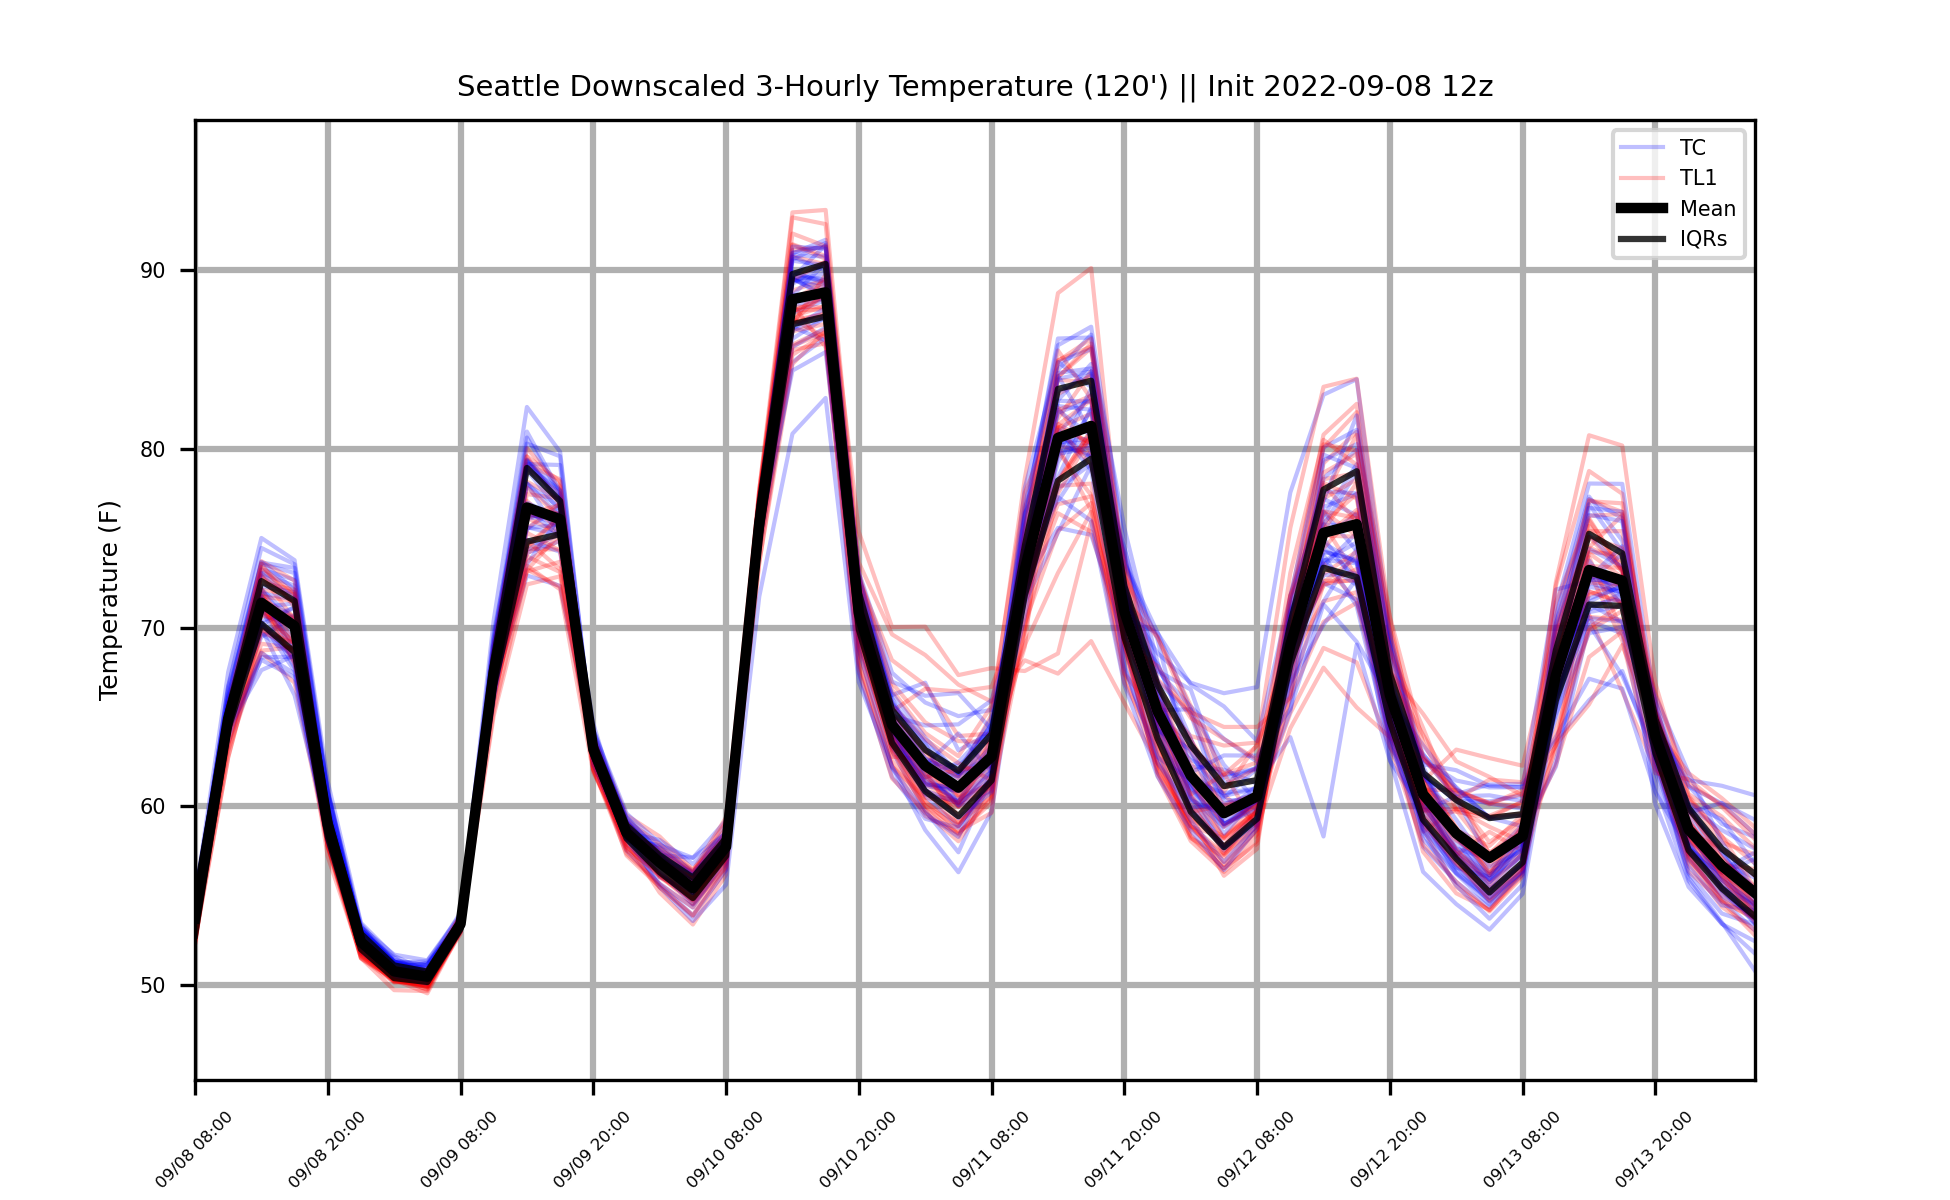 Seattle Downscaled 3-Hourly Temperature (120') || Init 2022-09-08 12z
TC
TL1
Mean
IQRs
Temperature (F)
90
80
70
60
50
09/08 08:00
09/08 20:00
09/09 08:00
09/09 20:00
09/10 08:00
09/10 20:00
09/11 08:00
09/11 20:00
09/12 08:00
09/12 20:00
09/13 08:00
09/13 20:00